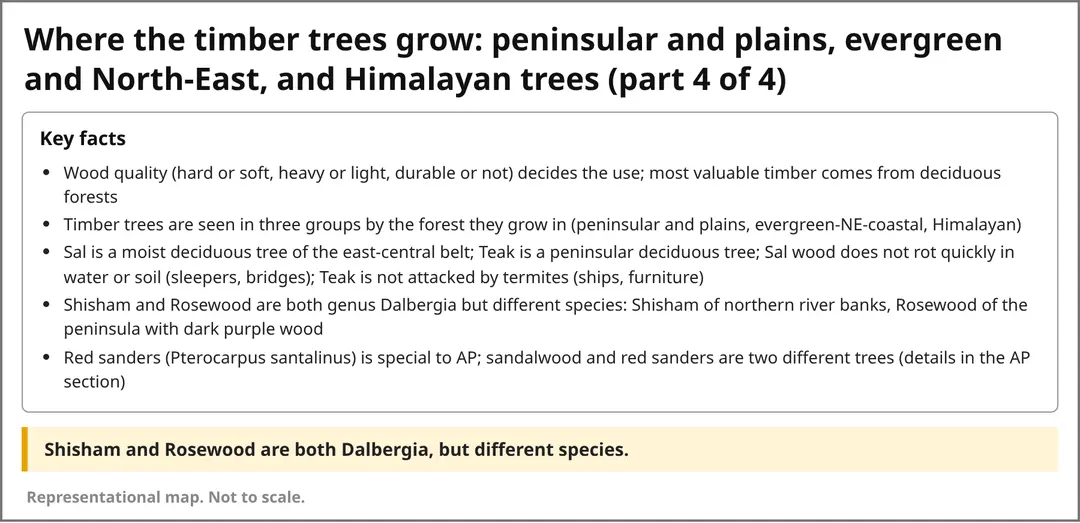 Where the timber trees grow: peninsular and plains, evergreen
and North-East, and Himalayan trees (part 4 of 4)
Key facts
• Wood quality (hard or soft, heavy or light, durable or not) decides the use; most valuable timber comes from deciduous
forests
• Timber trees are seen in three groups by the forest they grow in (peninsular and plains, evergreen-NE-coastal, Himalayan)
• Sal is a moist deciduous tree of the east-central belt; Teak is a peninsular deciduous tree; Sal wood does not rot quickly in
water or soil (sleepers, bridges); Teak is not attacked by termites (ships, furniture)
• Shisham and Rosewood are both genus Dalbergia but different species: Shisham of northern river banks, Rosewood of the
peninsula with dark purple wood
• Red sanders (Pterocarpus santalinus) is special to AP; sandalwood and red sanders are two different trees (details in the AP
section)
Shisham and Rosewood are both Dalbergia, but different species.
Representational map. Not to scale.